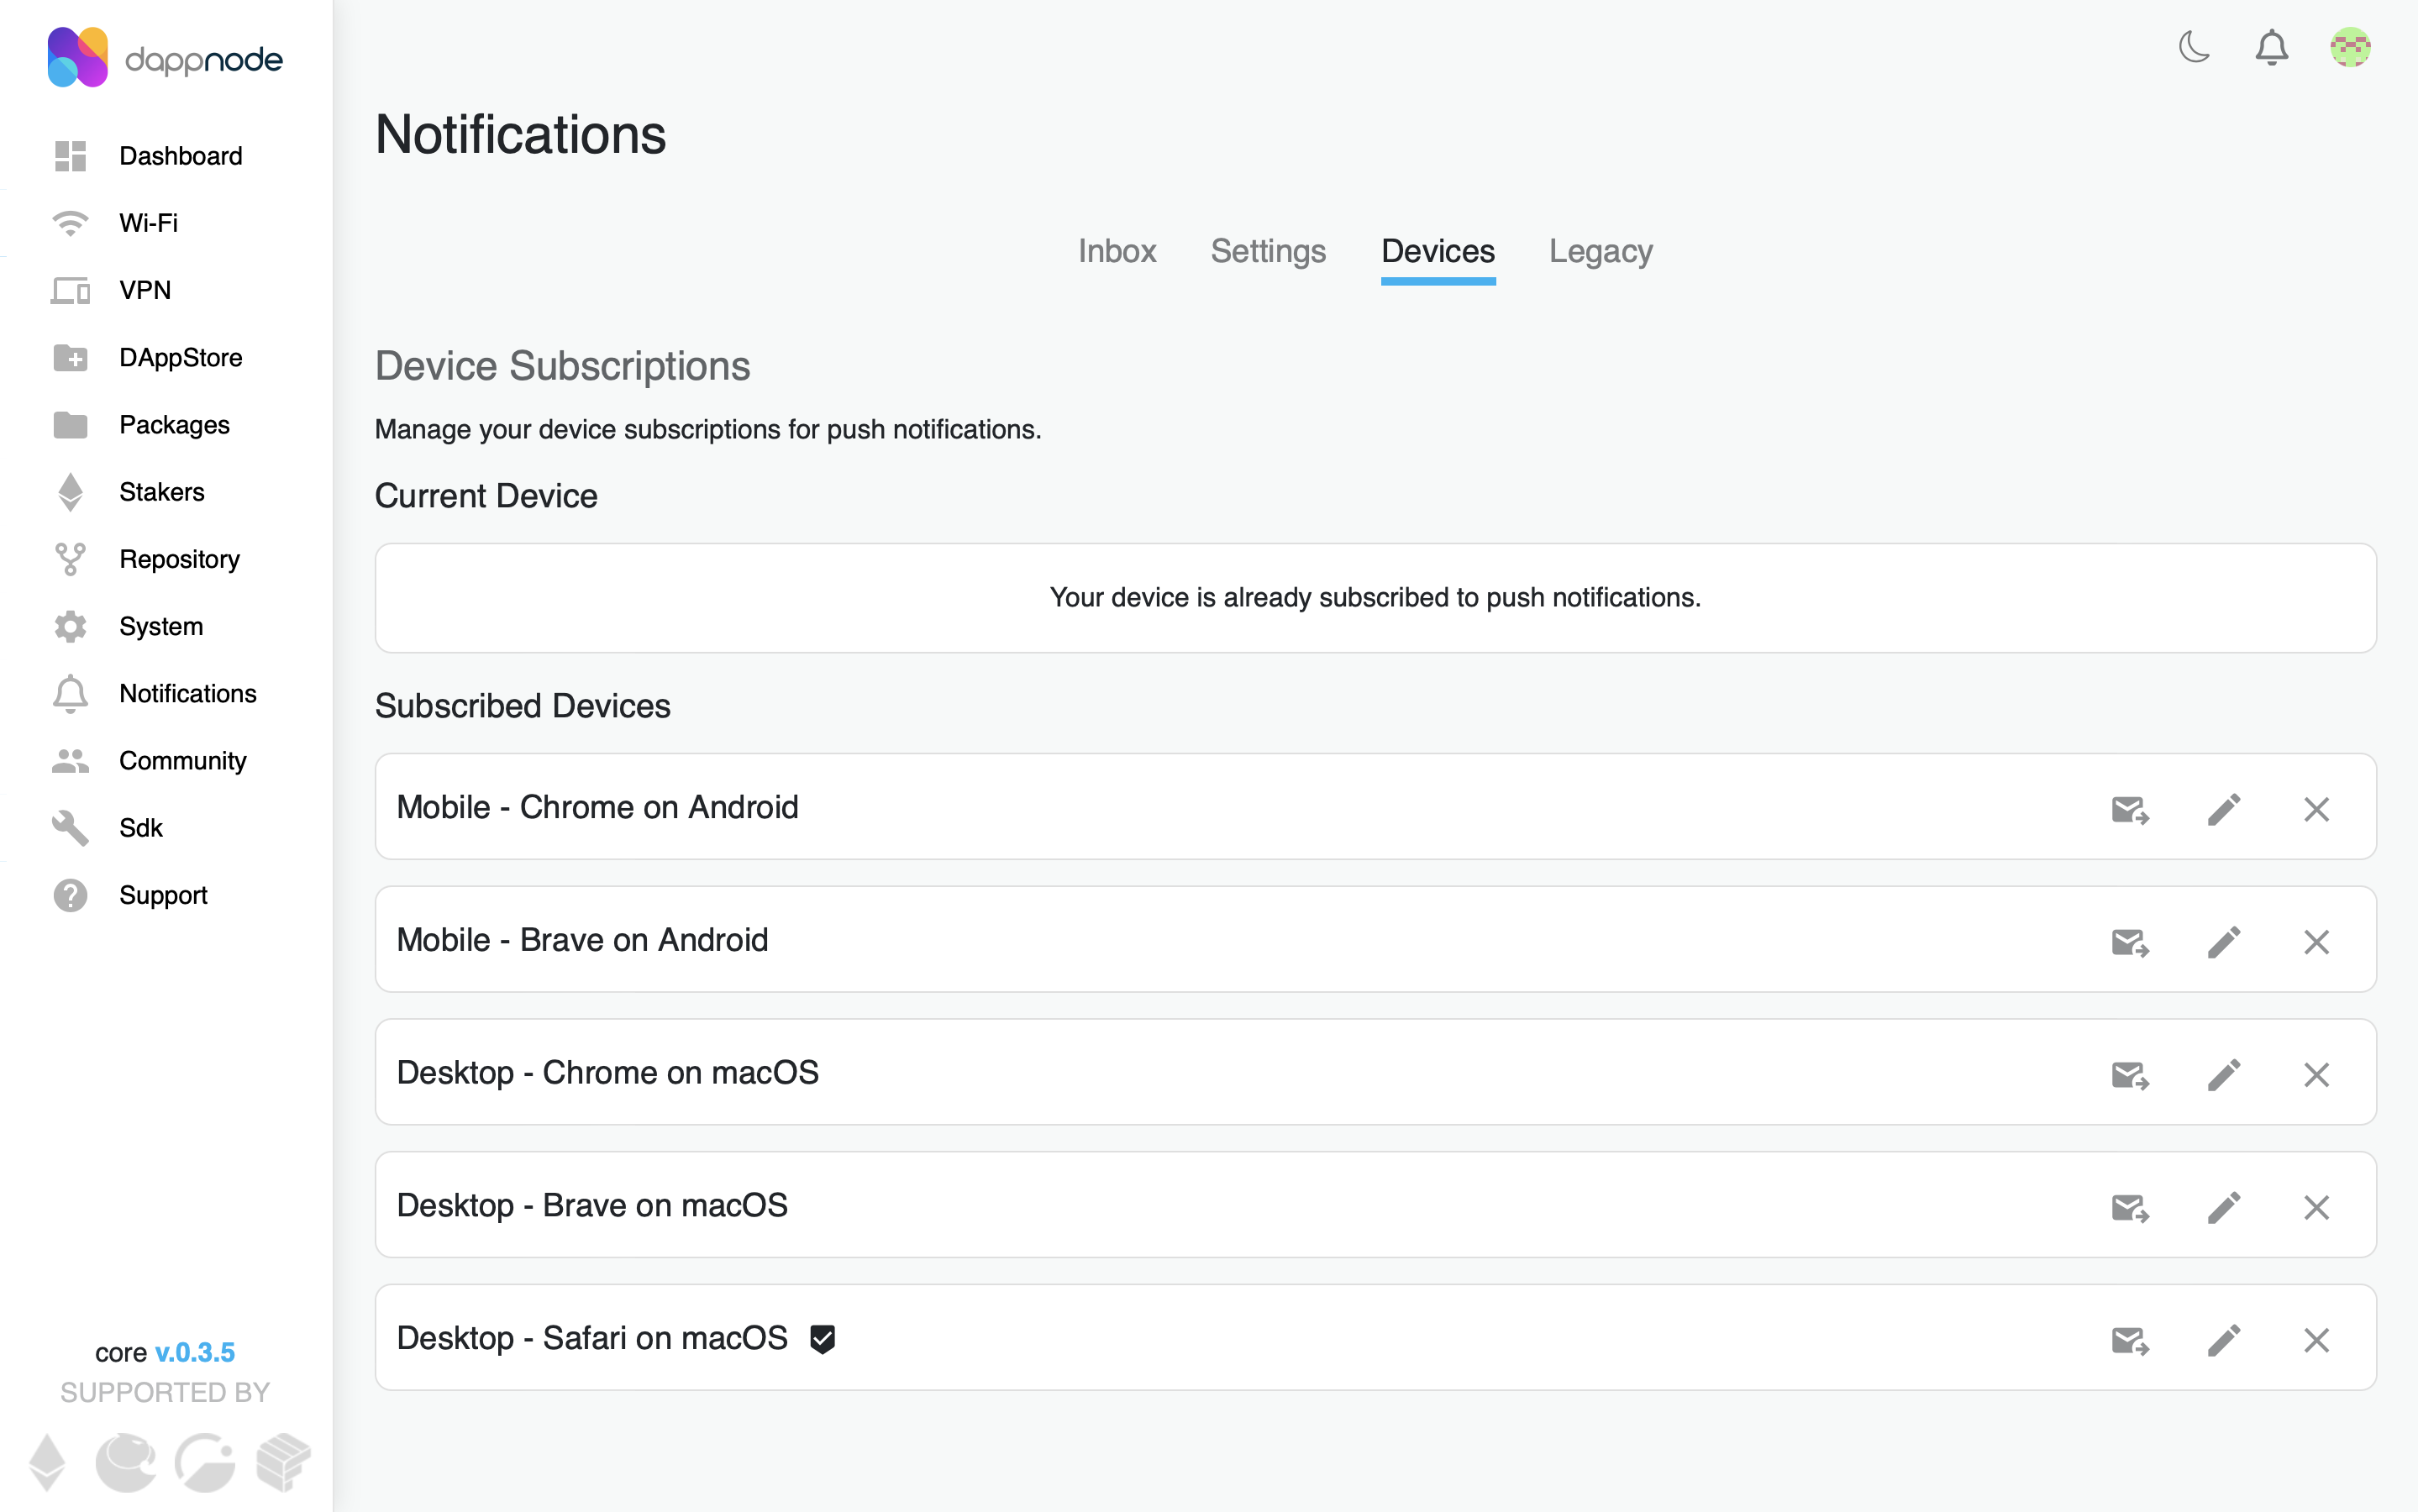 dappnode
Dashboard
Wi-Fi
VPN
DAppStore
Packages
Stakers
Repository
System
Notifications
Community
Sdk
Support
core v.0.3.5
SUPPORTED BY
Notifications
Inbox Settings Devices Legacy
Device Subscriptions
Manage your device subscriptions for push notifications.
Current Device
Your device is already subscribed to push notifications.
Subscribed Devices
Mobile - Chrome on Android
Mobile - Brave on Android
Desktop - Chrome on macOS
Desktop - Brave on macOS
Desktop - Safari on macOS